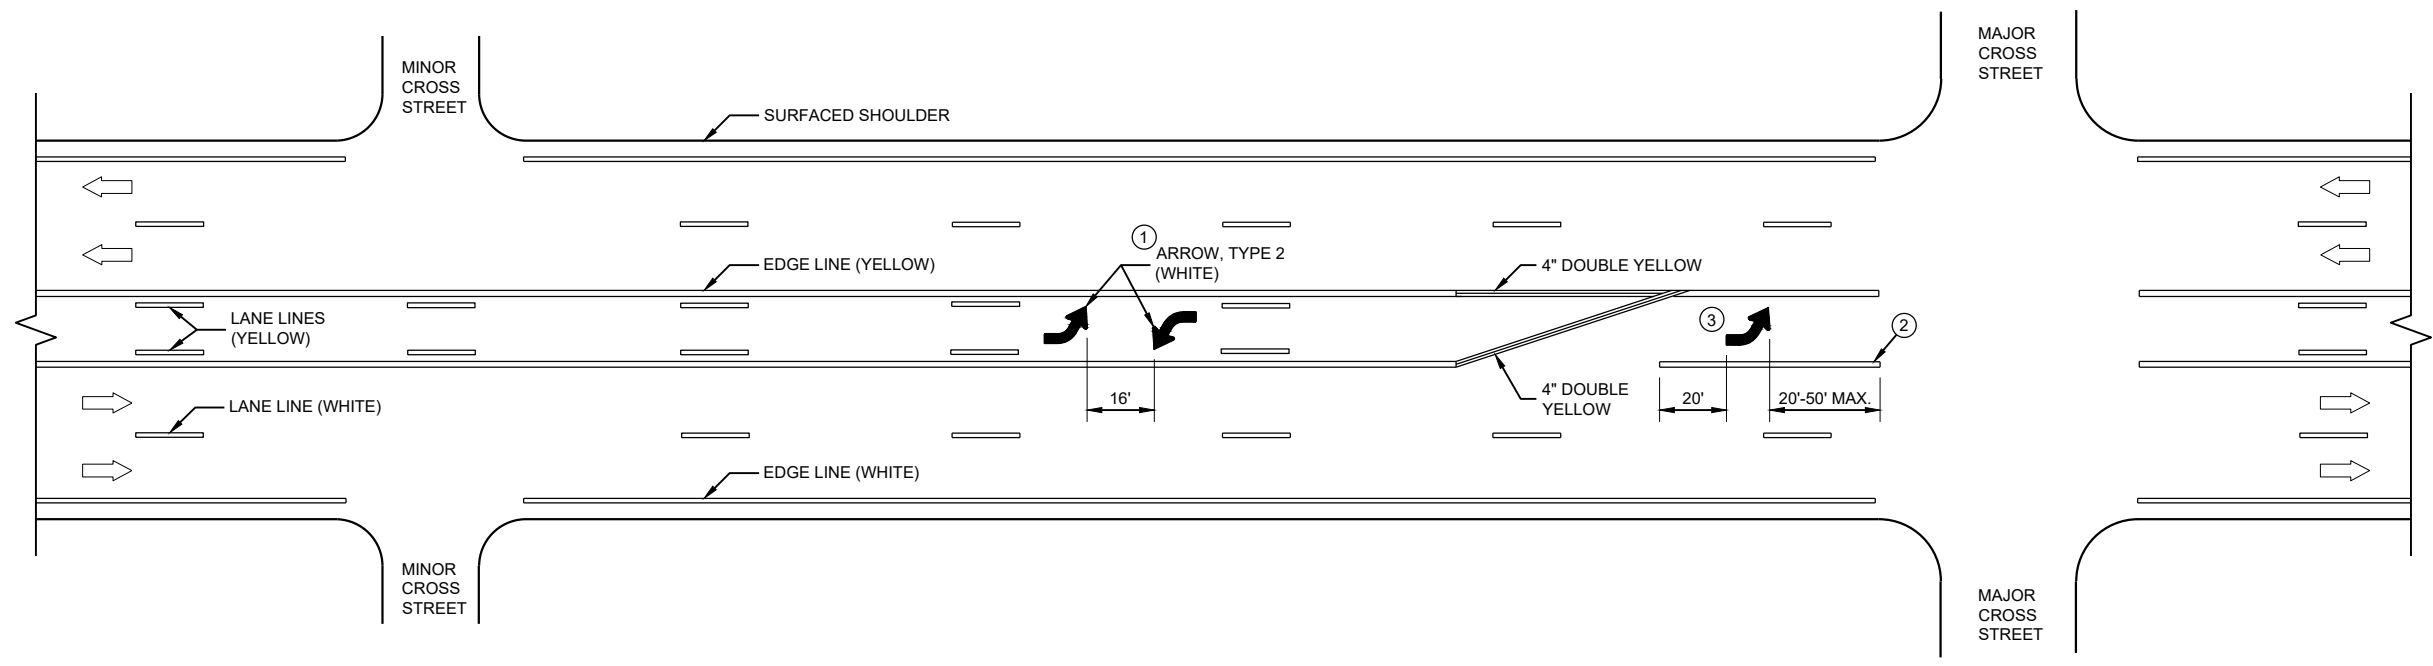 MAJOR
CROSS
STREET
MINOR
CROSS
STREET
SURFACED SHOULDER
1
ARROW, TYPE 2
(WHITE)
EDGE LINE (YELLOW)
4" DOUBLE YELLOW
LANE LINES
(YELLOW)
3
2
4" DOUBLE
YELLOW
LANE LINE (WHITE)
16'
20'
20'-50' MAX.
EDGE LINE (WHITE)
MINOR
CROSS
STREET
MAJOR
CROSS
STREET